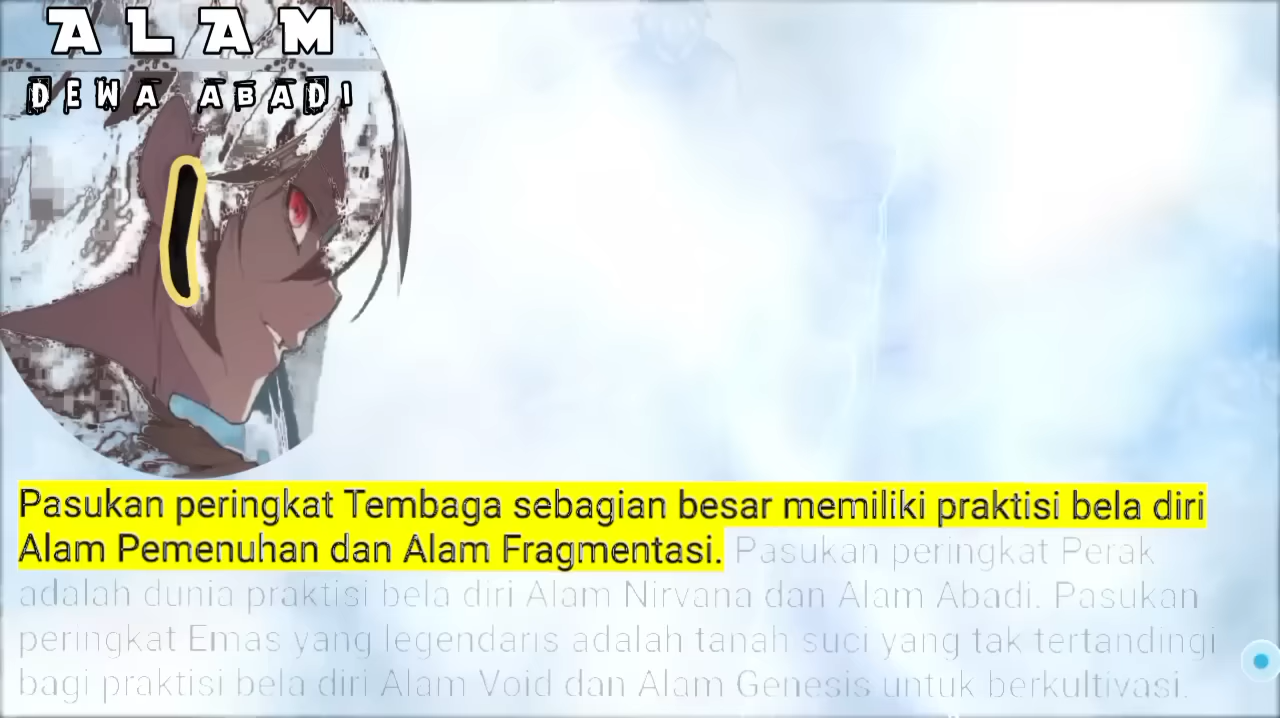 ALAM
DEWA ABADI
Pasukan peringkat Tembaga sebagian besar memiliki praktisi bela diri
Alam Pemenuhan dan Alam Fragmentasi. Pasukan peringkat Perak
adalah dunia praktisi bela diri Alam Nirvana dan Alam Abadi. Pasukan
peringkat Emas yang legendaris adalah tanah suci yang tak tertandingi
bagi praktisi bela diri Alam Void dan Alam Genesis untuk berkultivasi.